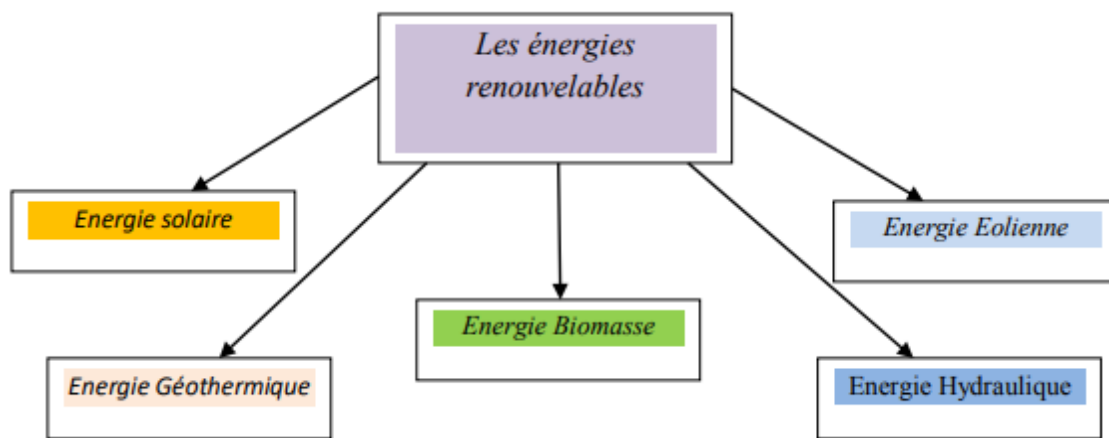 Les énergies
renouvelables
Energie solaire
Energie Eolienne
Energie Biomasse
Energie Géothermique
Energie Hydraulique